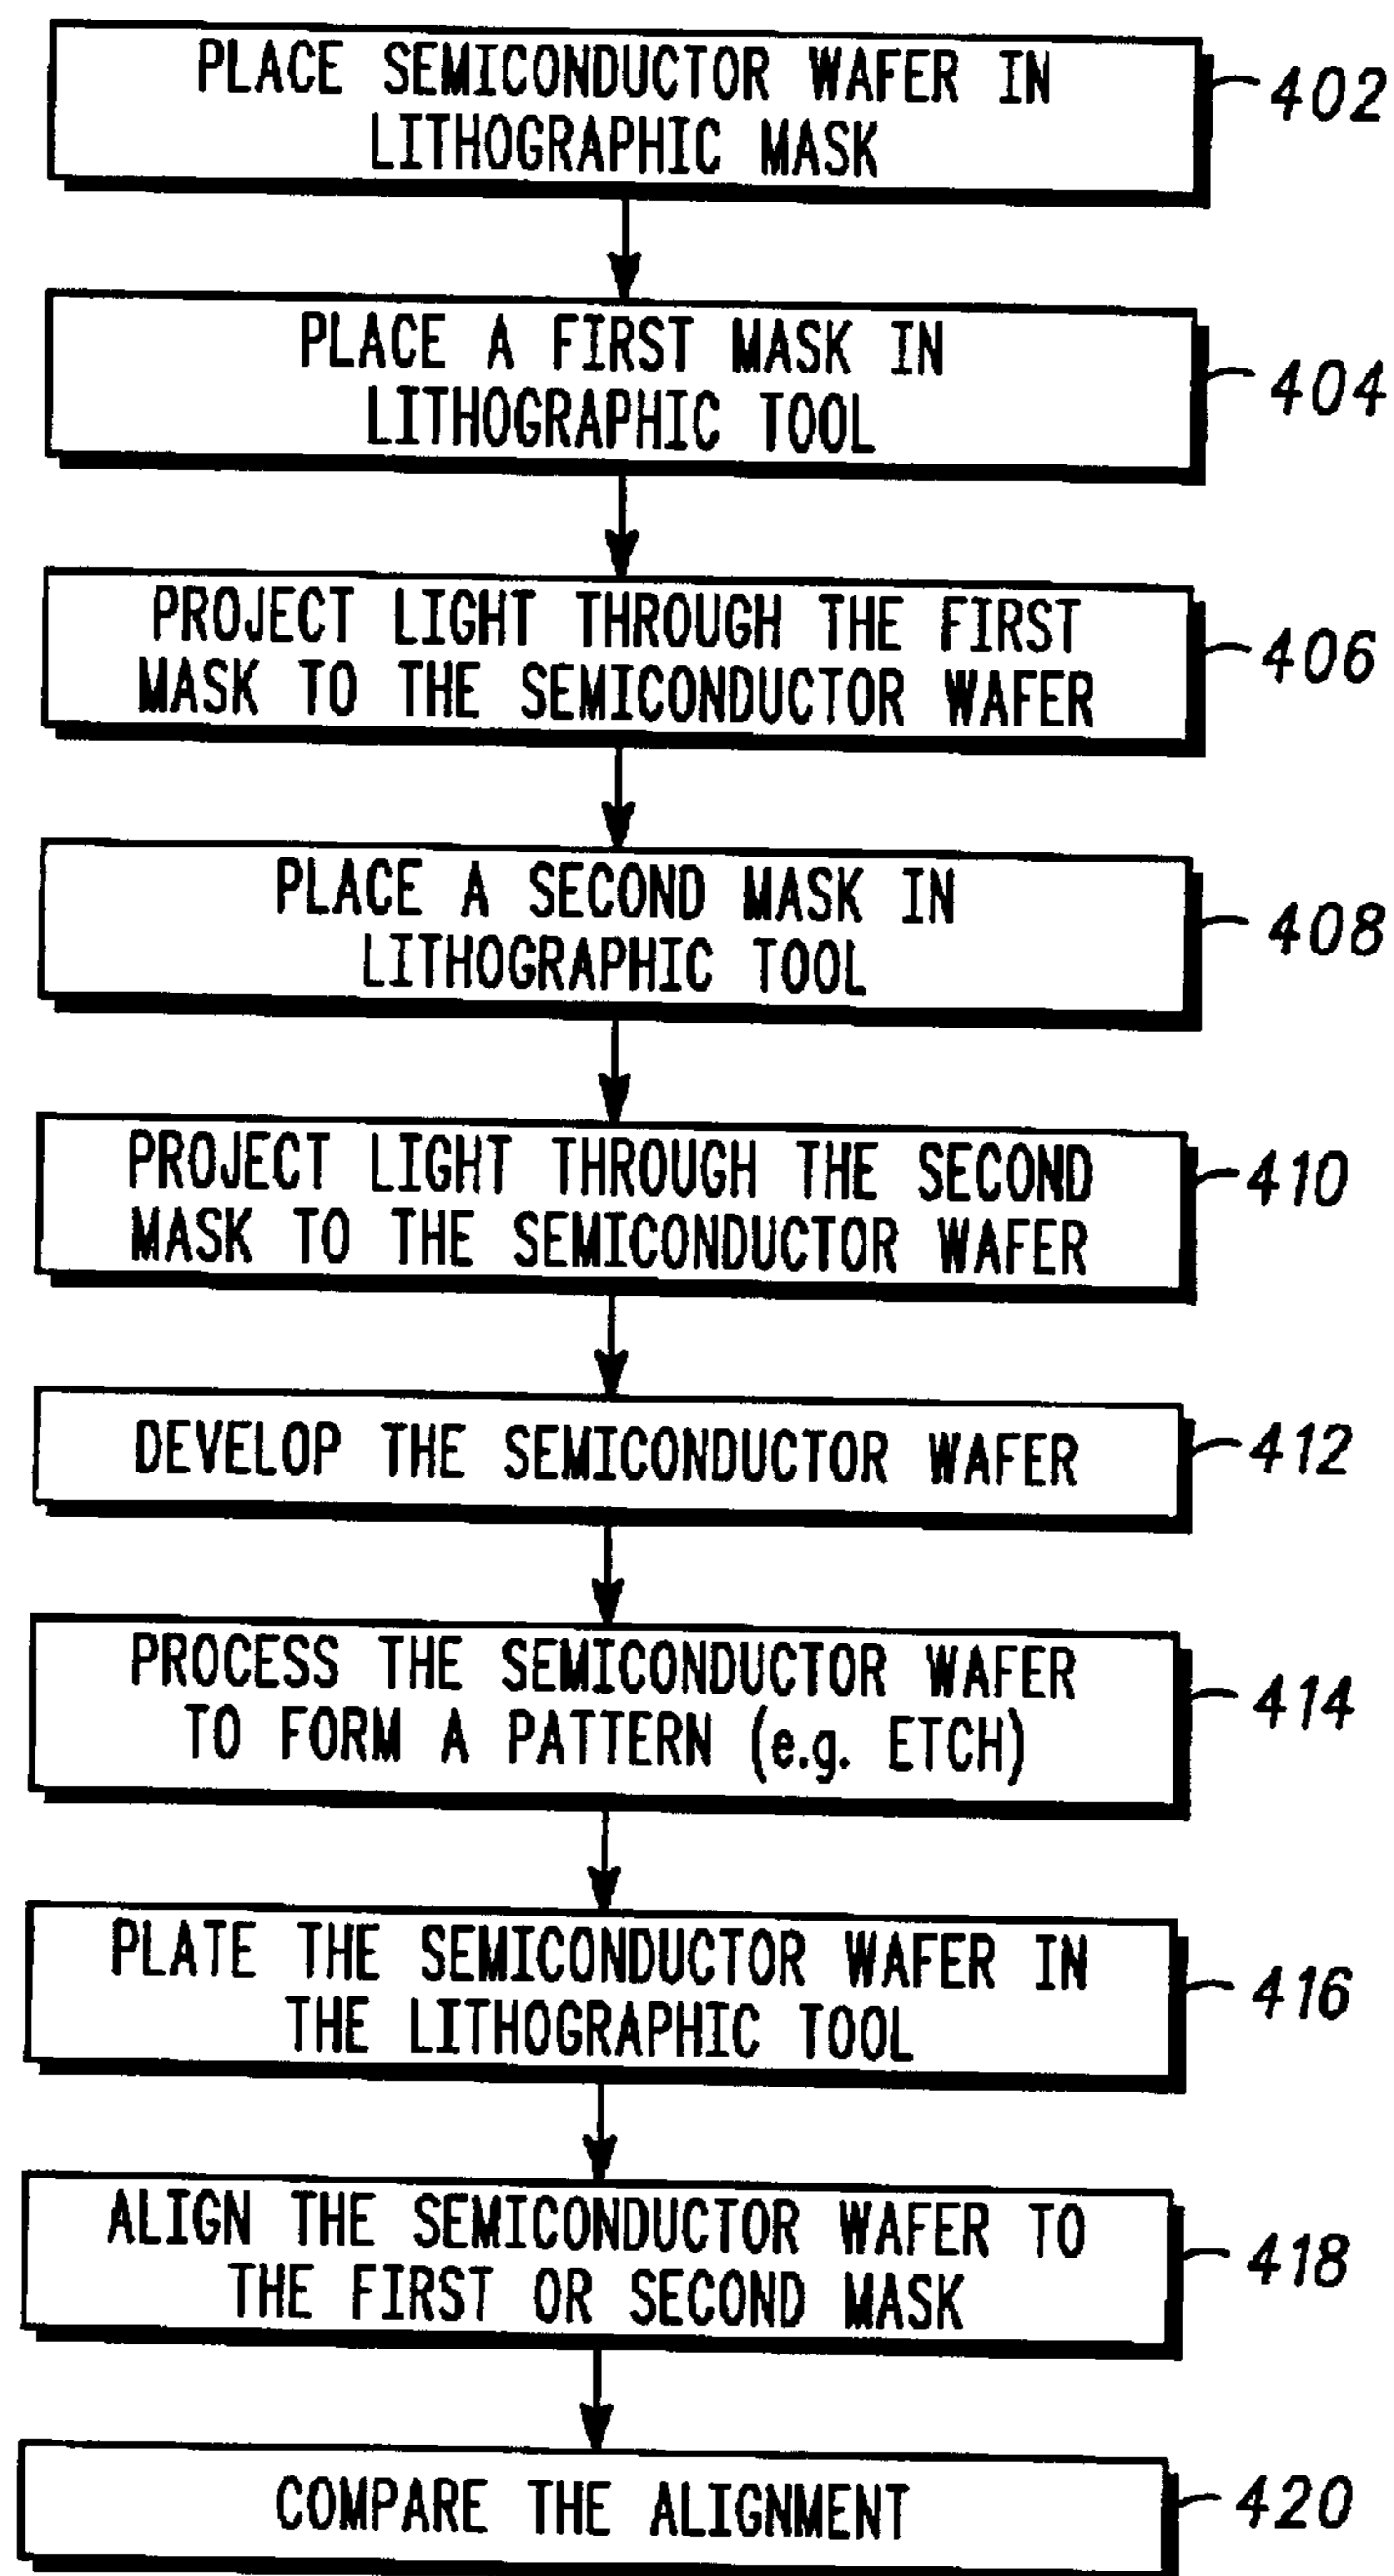 PLACE SEMICONDUCTOR WAFER IN
LITHOGRAPHIC MASK
402
PLACE A FIRST MASK IN
LITHOGRAPHIC TOOL
404
PROJECT LIGHT THROUGH THE FIRST
MASK TO THE SEMICONDUCTOR WAFER
406
PLACE A SECOND MASK IN
LITHOGRAPHIC TOOL
408
PROJECT LIGHT THROUGH THE SECOND
MASK TO THE SEMICONDUCTOR WAFER
410
DEVELOP THE SEMICONDUCTOR WAFER
412
PROCESS THE SEMICONDUCTOR WAFER
TO FORM A PATTERN (e.g. ETCH)
414
PLATE THE SEMICONDUCTOR WAFER IN
THE LITHOGRAPHIC TOOL
416
ALIGN THE SEMICONDUCTOR WAFER TO
THE FIRST OR SECOND MASK
418
COMPARE THE ALIGNMENT
420